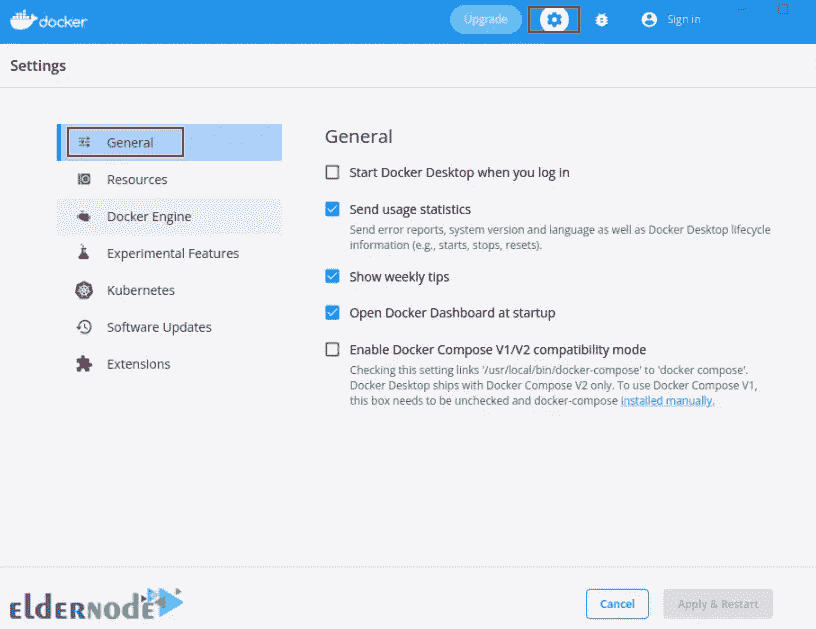 docker
Upgrade
Sign in
Settings
General
Resources
Docker Engine
Experimental Features
Kubernetes
Software Updates
Extensions
General
Start Docker Desktop when you log in
Send usage statistics
Send error reports, system version and language as well as Docker Desktop lifecycle
information (e.g., starts, stops, resets).
Show weekly tips
Open Docker Dashboard at startup
Enable Docker Compose V1/V2 compatibility mode
Checking this setting links '/usr/local/bin/docker-compose' to 'docker compose'.
Docker Desktop ships with Docker Compose V2 only. To use Docker Compose V1,
this box needs to be unchecked and docker-compose installed manually.
eldernode
Cancel
Apply & Restart